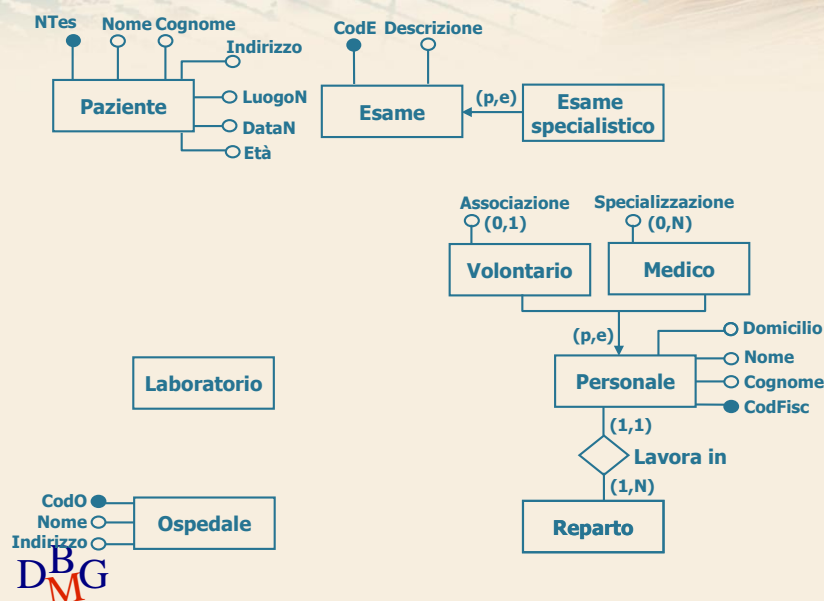 NTes Nome Cognome
Indirizzo
Paziente
LuogoN
DataN
Età
CodE Descrizione
Esame
(p,e)
Esame
specialistico
Associazione
(0,1)
Specializzazione
(0,N)
Volontario
Medico
(p,e)
Domicilio
Nome
Cognome
CodFisc
Personale
(1,1)
Lavora in
(1,N)
Reparto
Laboratorio
CodO
Nome
Indirizzo
Ospedale
DBMG